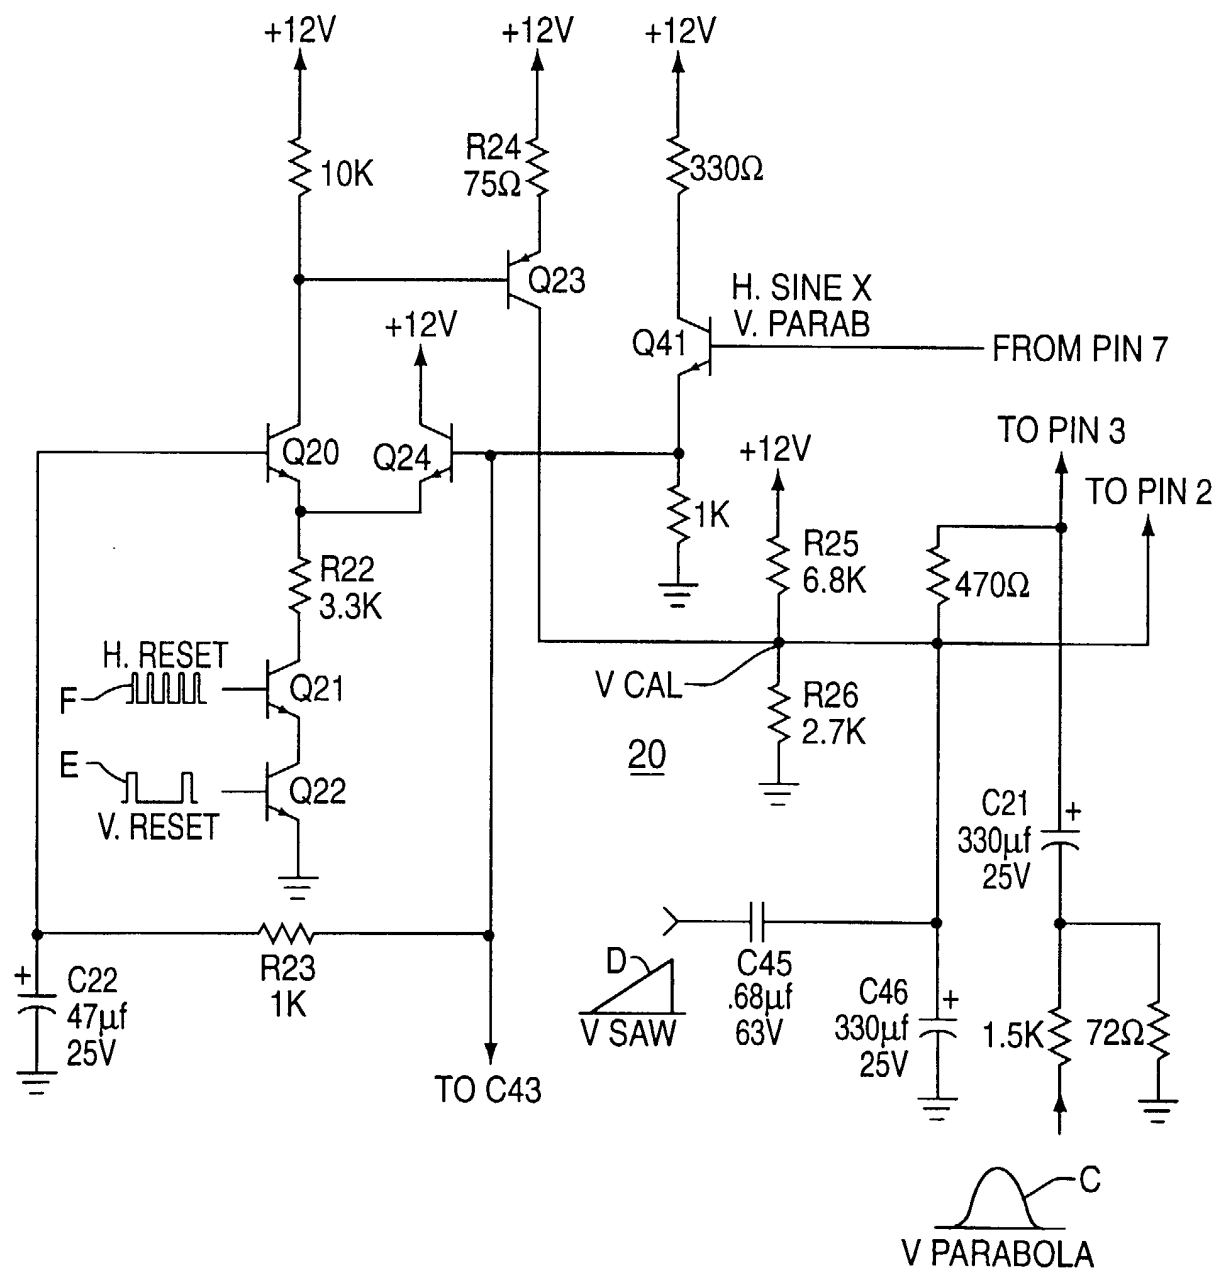 +12V
+12V
+12V
10K
R24
75Ω
330Ω
Q23
H. SINE X
V. PARAB
+12V
Q41
FROM PIN 7
TO PIN 3
Q20
Q24
+12V
TO PIN 2
1K
R22
3.3K
R25
6.8K
470Ω
H. RESET
F
Q21
V CAL
R26
2.7K
20
E
Q22
V. RESET
C21
330µf
25V
+
R23
1K
+
C22
47µf
25V
D
V SAW
C45
.68µf
63V
C46
330µf
25V
+
1.5K
72Ω
TO C43
C
V PARABOLA